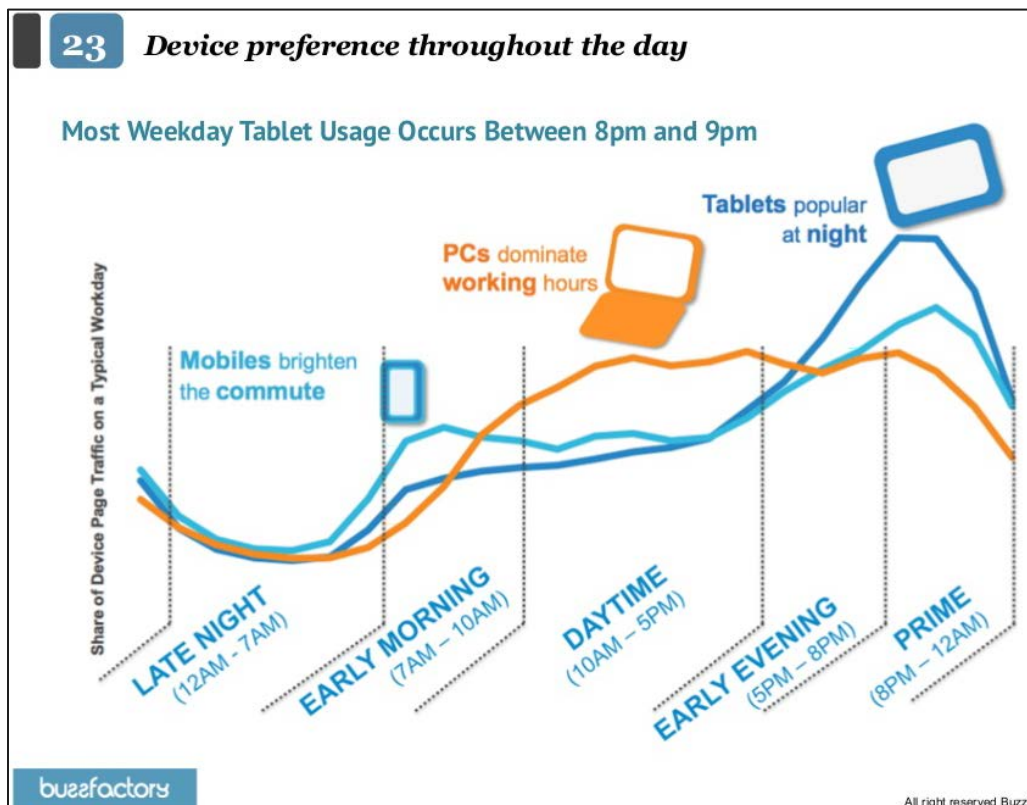 23 Device preference throughout the day
Most Weekday Tablet Usage Occurs Between 8pm and 9pm
Tablets popular
at night
PCs dominate
working hours
Mobiles brighten
the commute
Share of Device Page Traffic on a Typical Workday
LATE NIGHT
(12AM - 7AM)
EARLY MORNING
(7AM – 10AM)
DAYTIME
(10AM – 5PM)
EARLY EVENING
(5PM – 8PM)
PRIME
(8PM – 12AM)
buzzfactory
All right reserved Buzz